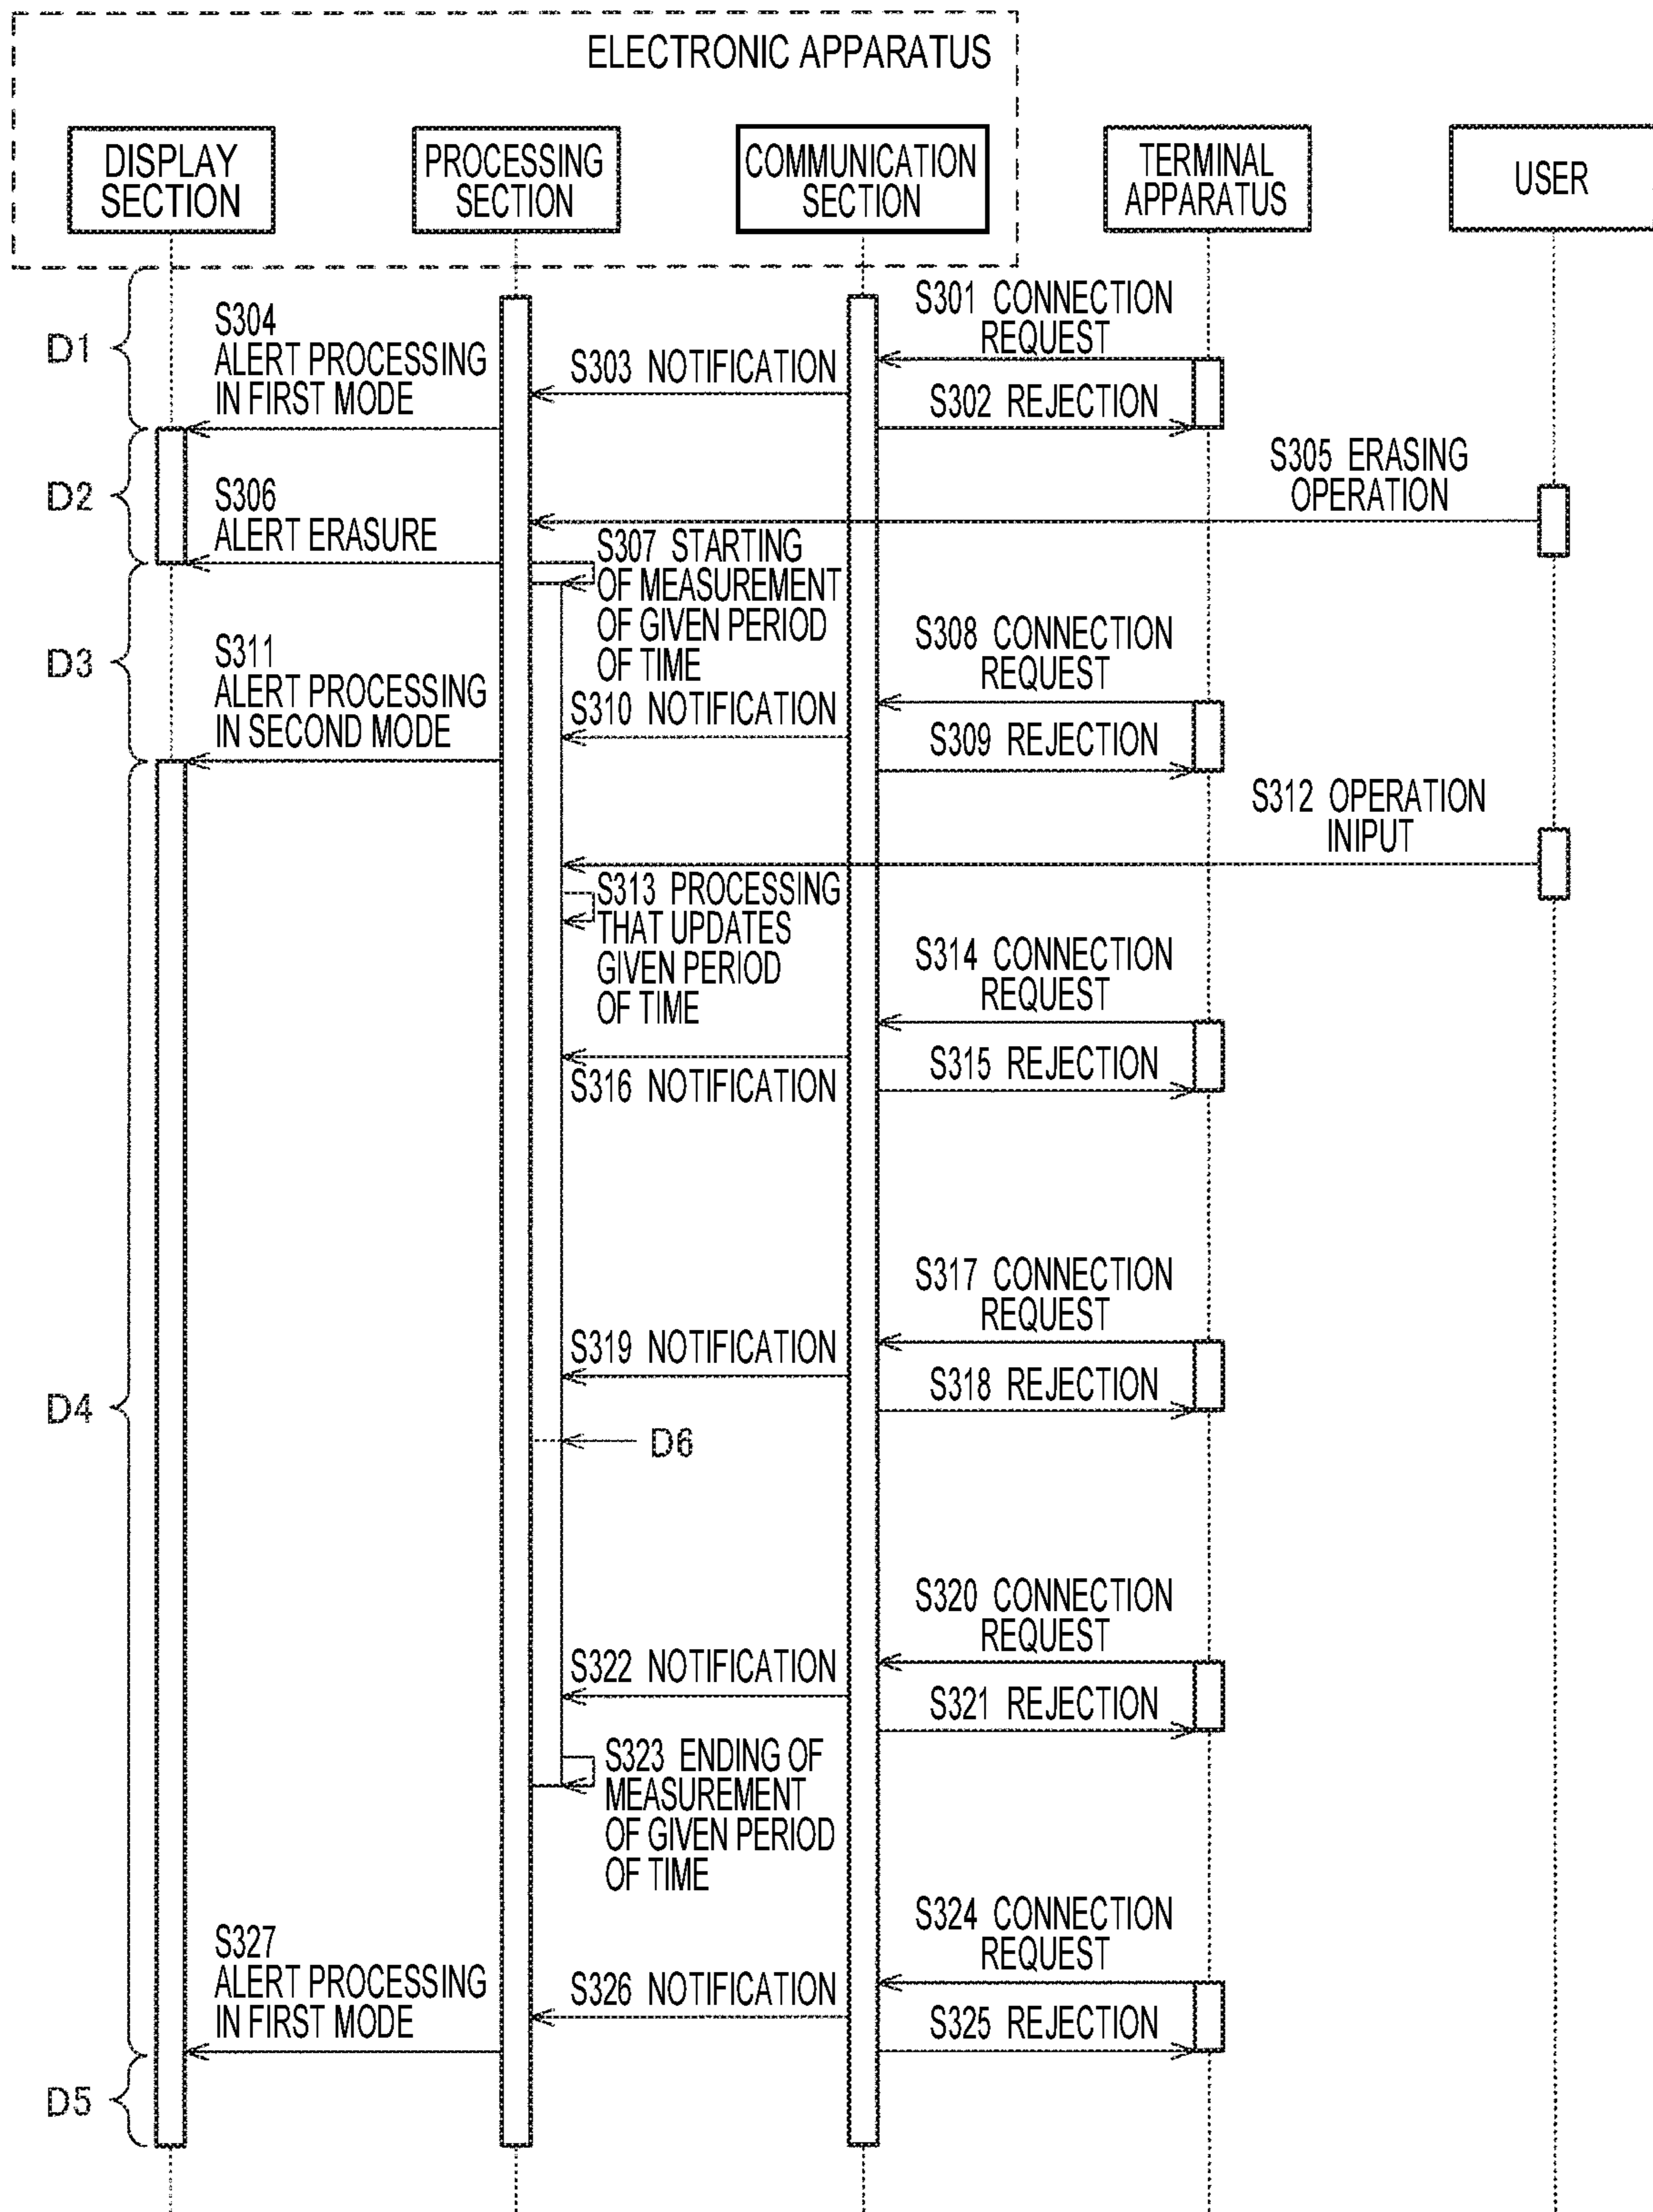 ELECTRONIC APPARATUS
DISPLAY
SECTION
PROCESSING
SECTION
COMMUNICATION
SECTION
TERMINAL
APPARATUS
USER
D1
S304
ALERT PROCESSING
IN FIRST MODE
S303 NOTIFICATION
S301 CONNECTION
REQUEST
S302 REJECTION
D2
S305 ERASING
OPERATION
S306
ALERT ERASURE
S307 STARTING
OF MEASUREMENT
OF GIVEN PERIOD
OF TIME
D3
S308 CONNECTION
REQUEST
S311
ALERT PROCESSING
IN SECOND MODE
S310 NOTIFICATION
S309 REJECTION
S312 OPERATION
INIPUT
S313 PROCESSING
THAT UPDATES
GIVEN PERIOD
OF TIME
S314 CONNECTION
REQUEST
S315 REJECTION
S316 NOTIFICATION
S317 CONNECTION
REQUEST
S319 NOTIFICATION
S318 REJECTION
D4
D6
S320 CONNECTION
REQUEST
S322 NOTIFICATION
S321 REJECTION
S323 ENDING OF
MEASUREMENT
OF GIVEN PERIOD
OF TIME
S324 CONNECTION
REQUEST
S327
ALERT PROCESSING
IN FIRST MODE
S326 NOTIFICATION
S325 REJECTION
D5